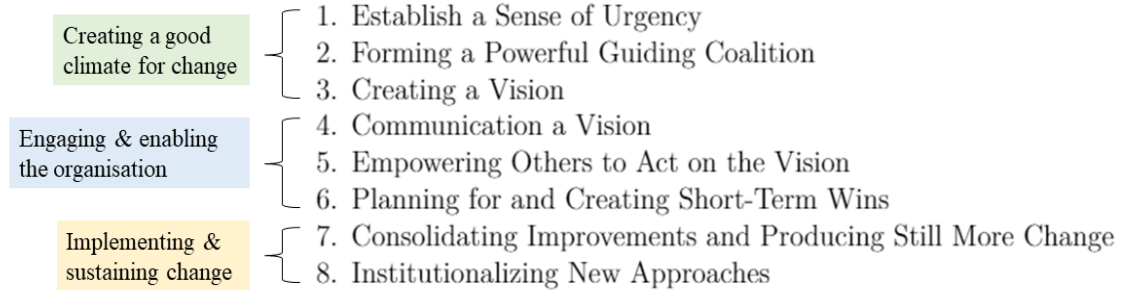 Creating a good
climate for change
1. Establish a Sense of Urgency
2. Forming a Powerful Guiding Coalition
3. Creating a Vision
Engaging & enabling
the organisation
4. Communication a Vision
5. Empowering Others to Act on the Vision
6. Planning for and Creating Short-Term Wins
Implementing &
sustaining change
7. Consolidating Improvements and Producing Still More Change
8. Institutionalizing New Approaches